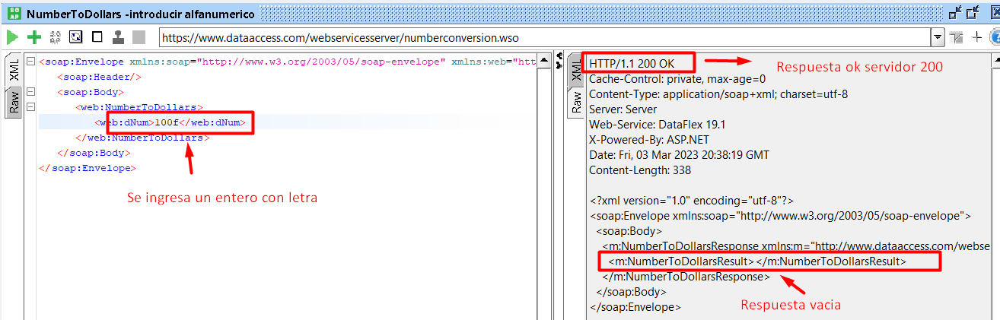 SOAP
NumberToDollars -introducir alfanumerico
https://www.dataaccess.com/webservicesserver/numberconversion.wso
XML
Raw
<soap:Envelope xmlns:soap="http://www.w3.org/2003/05/soap-envelope" xmlns:web="htt
<soap:Header/>
<soap:Body>
<web:NumberToDollars>
<web:dNum>100f</web:dNum>
</web:NumberToDollars>
</soap:Body>
</soap:Envelope>
Se ingresa un entero con letra
XML
Raw
HTTP/1.1 200 OK
Respuesta ok servidor 200
Cache-Control: private, max-age=0
Content-Type: application/soap+xml; charset=utf-8
Server: Server
Web-Service: DataFlex 19.1
X-Powered-By: ASP.NET
Date: Fri, 03 Mar 2023 20:38:19 GMT
Content-Length: 338
<?xml version="1.0" encoding="utf-8"?>
<soap:Envelope xmlns:soap="http://www.w3.org/2003/05/soap-envelope">
<soap:Body>
<m:NumberToDollarsResponse xmlns:m="http://www.dataaccess.com/webse
<m:NumberToDollarsResult></m:NumberToDollarsResult>
</m:NumberToDollarsResponse>
</soap:Body>
</soap:Envelope>
Respuesta vacia